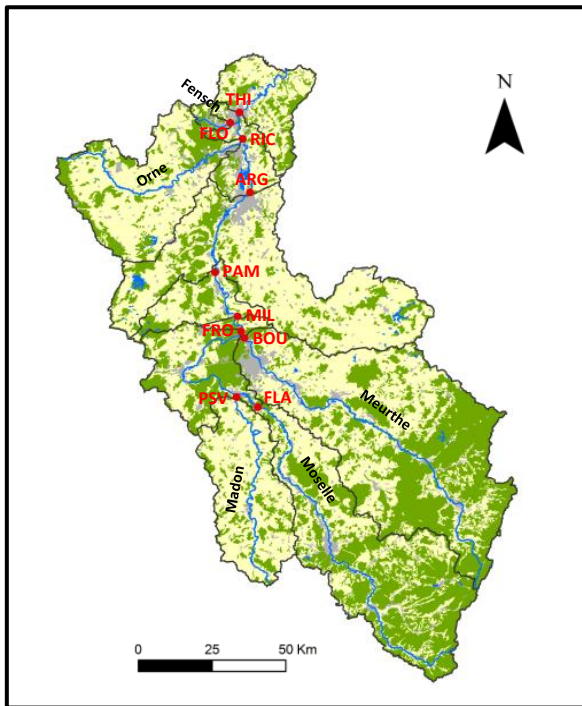 N
Fensch
THI
FLO
RIC
Orne
ARG
PAM
MIL
FRO
BOU
PSV
FLA
Meurthe
Moselle
Madon
0 25 50 Km